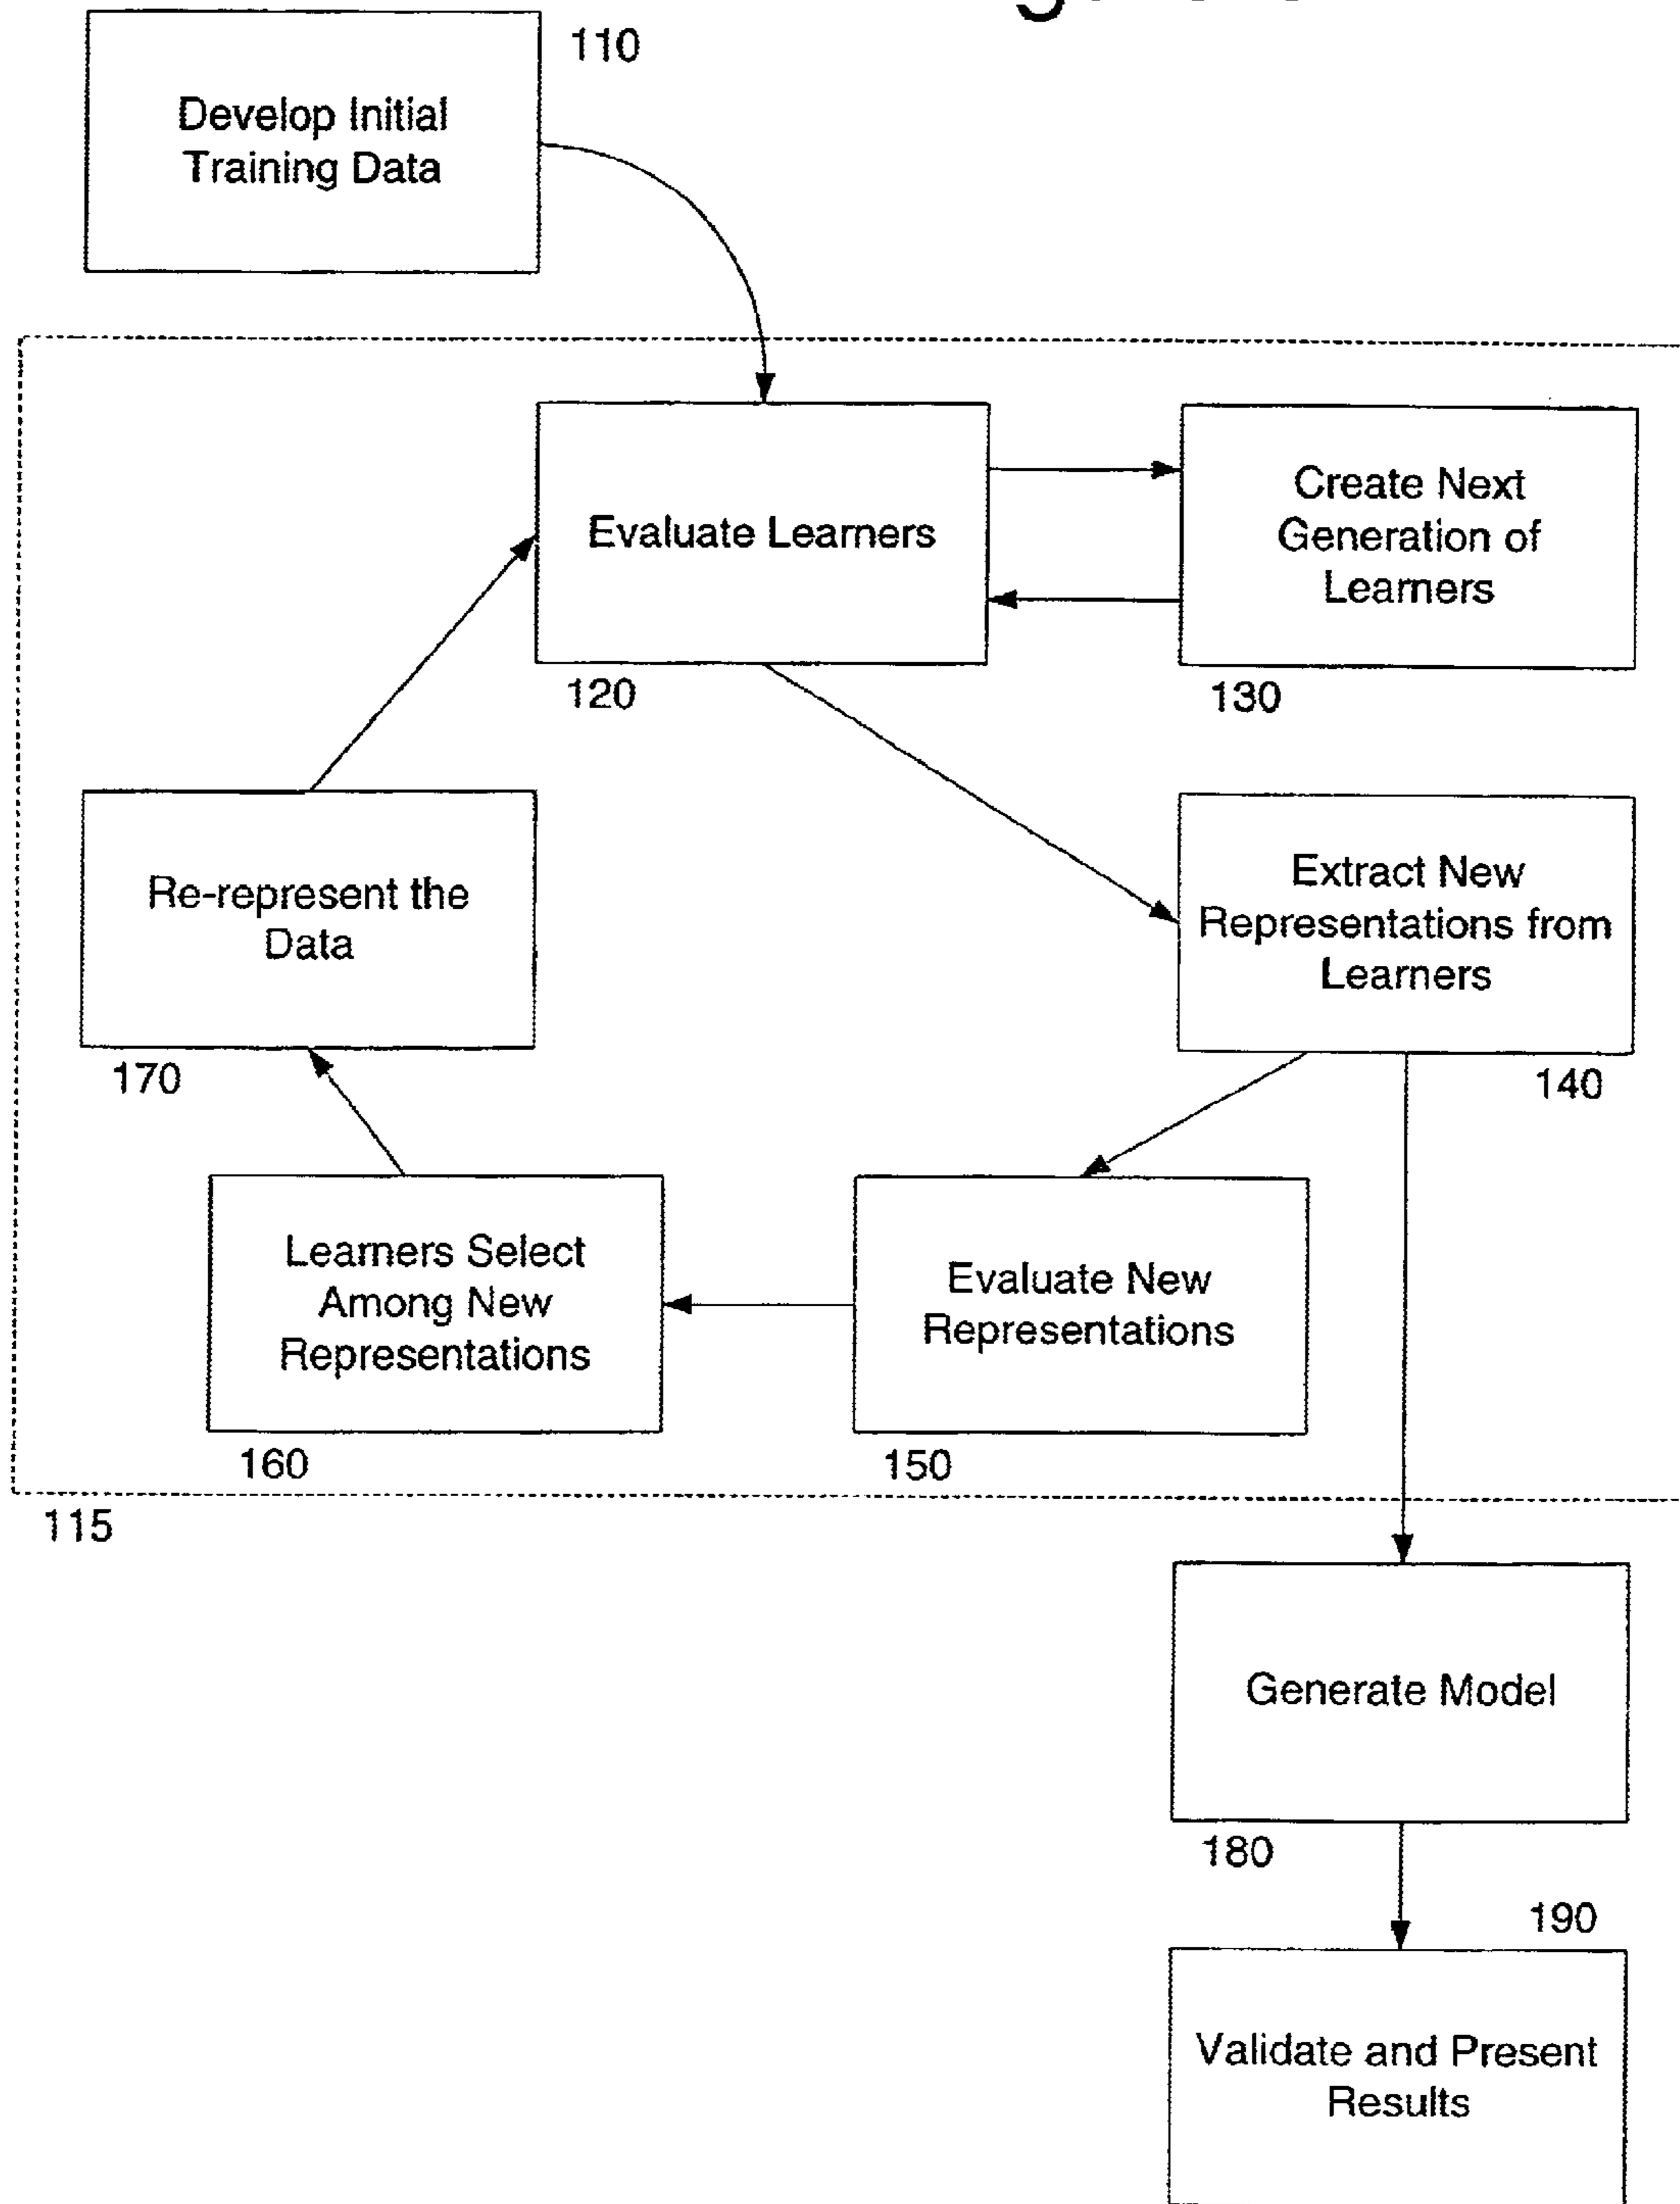 110
Develop Initial
Training Data
Evaluate Learners
120
Create Next
Generation of
Learners
130
Re-represent the
Data
170
Extract New
Representations from
Learners
140
Learners Select
Among New
Representations
160
Evaluate New
Representations
150
115
Generate Model
180
190
Validate and Present
Results